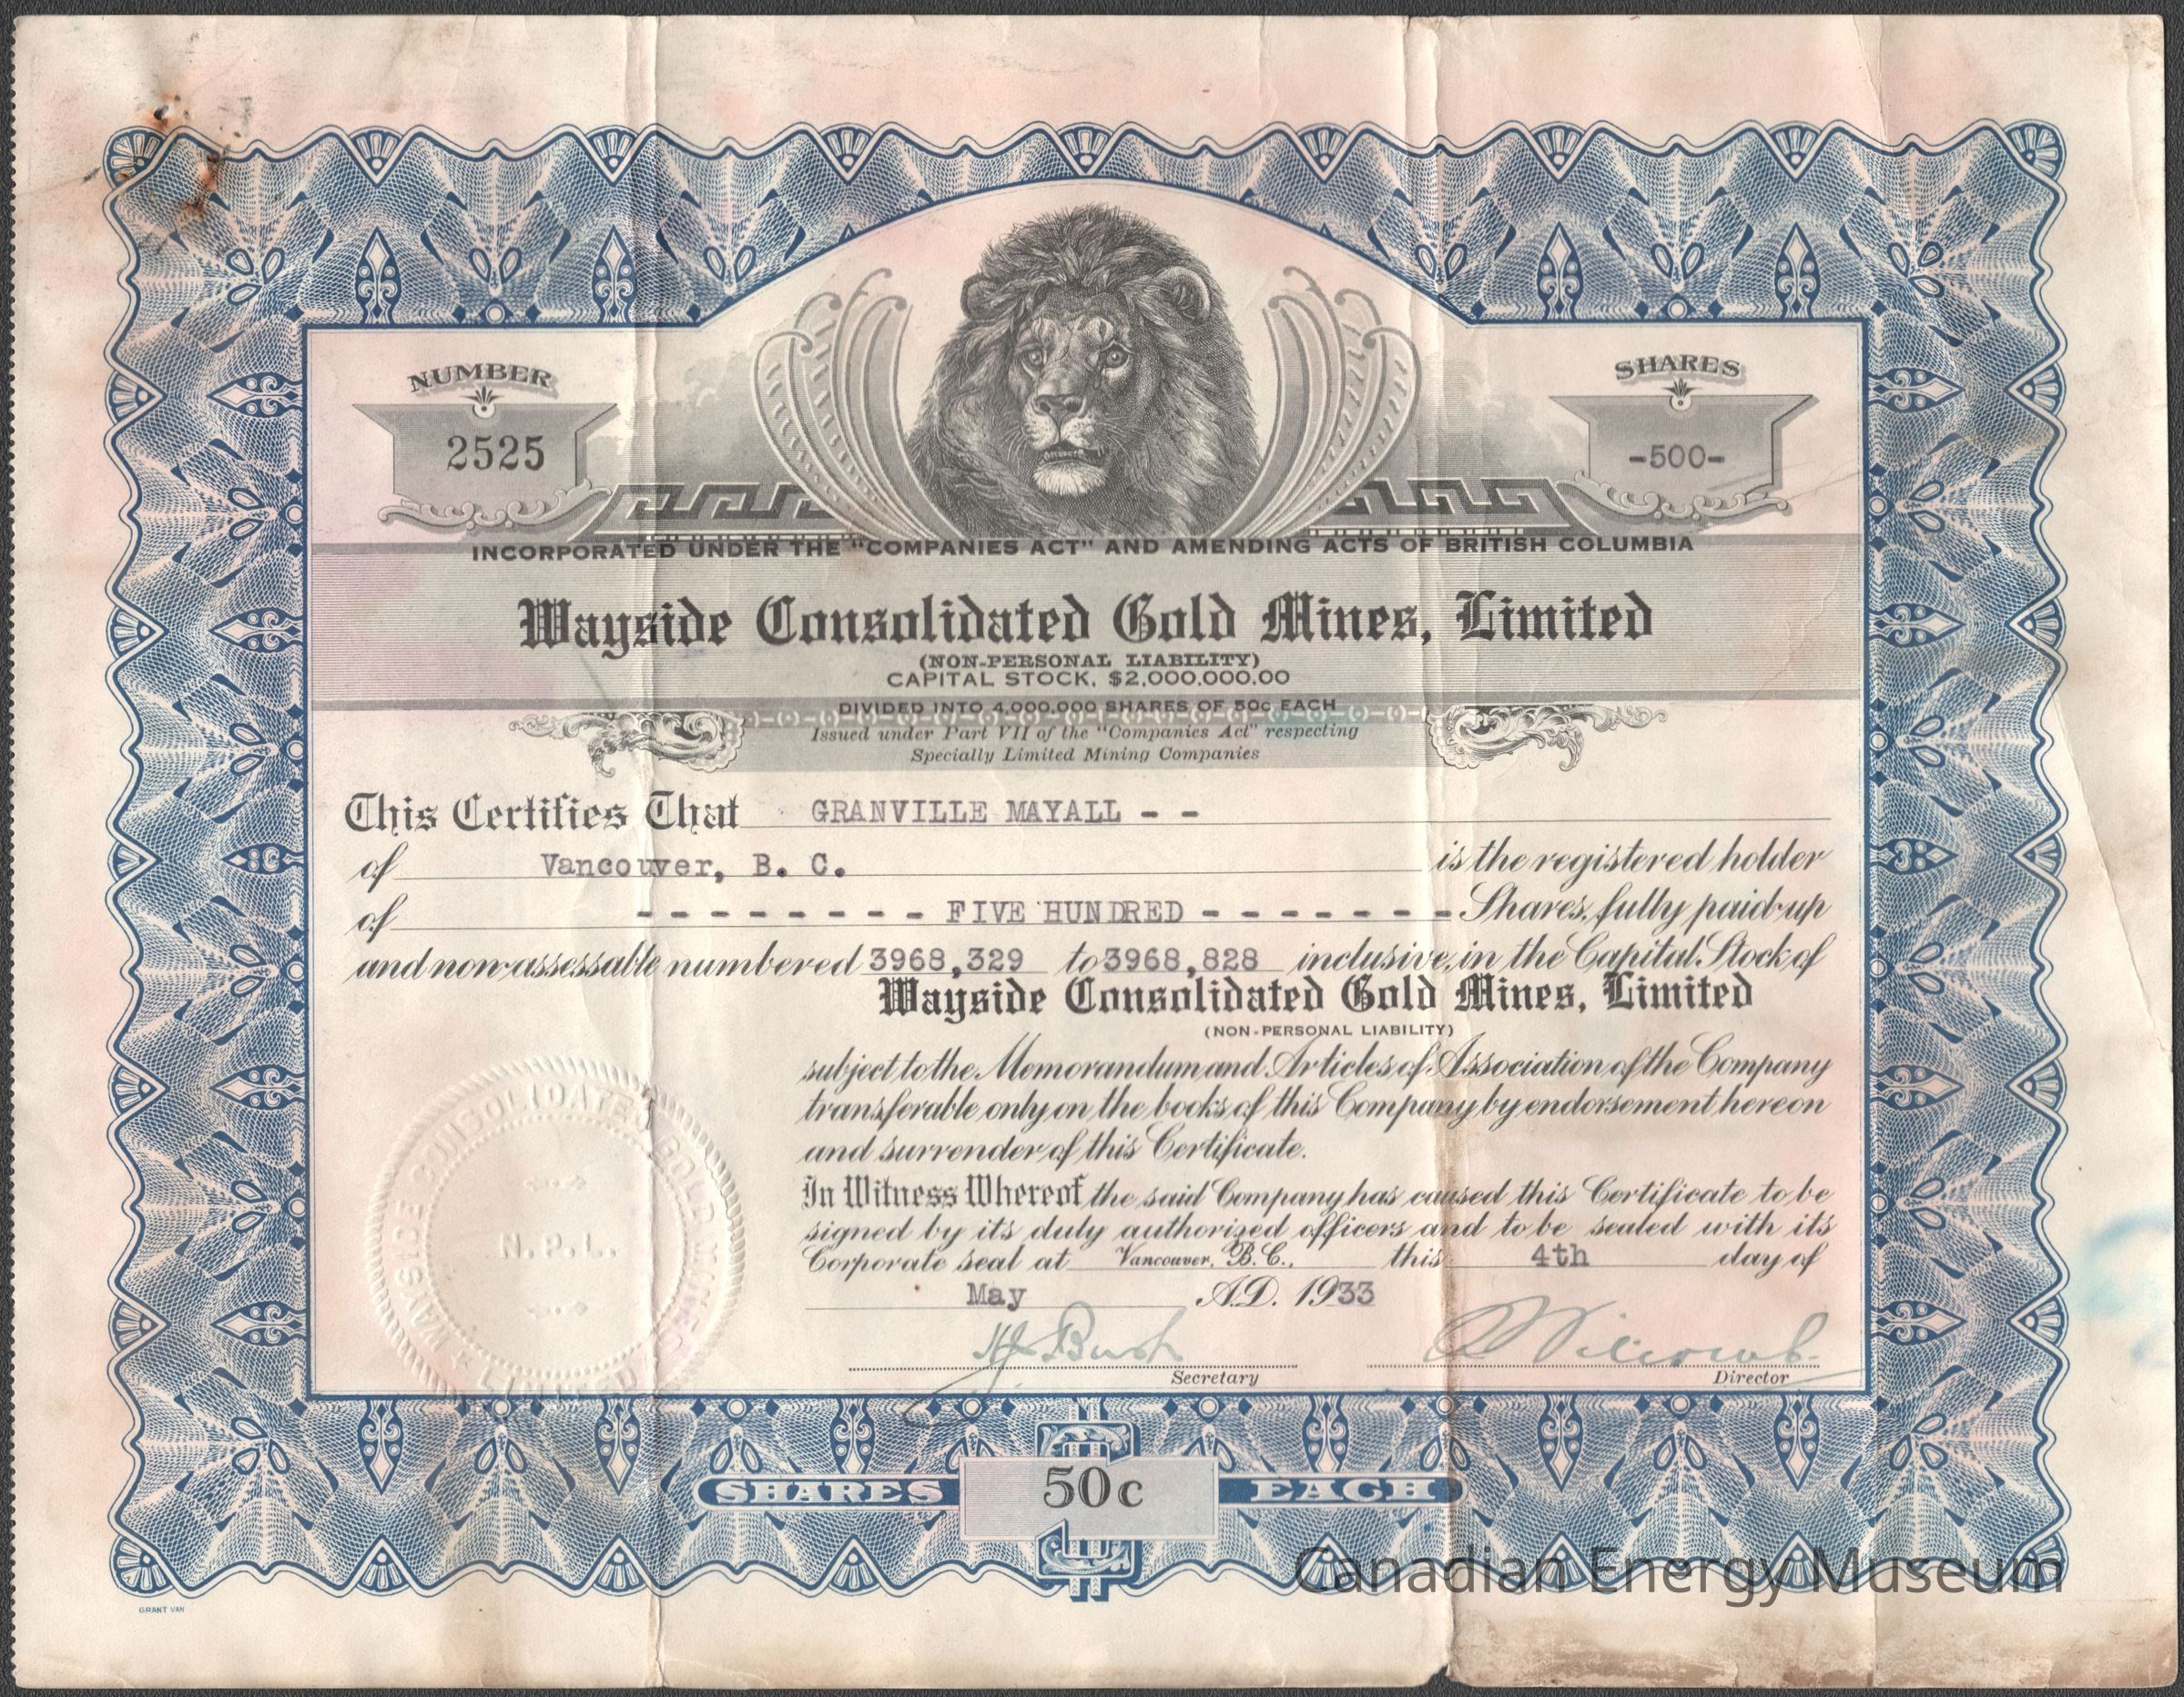 NUMBER
2525
SHARES
-500-
INCORPORATED UNDER THE "COMPANIES ACT" AND AMENDING ACTS OF BRITISH COLUMBIA
Wayside Consolidated Gold Mines, Limited
(NON-PERSONAL LIABILITY)
CAPITAL STOCK, $2,000,000.00
DIVIDED INTO 4,000,000 SHARES OF 50c EACH
Issued under Part VII of the "Companies Act" respecting
Specially Limited Mining Companies
This Certifies That GRANVILLE MAYALL - -
of Vancouver, B. C. is the registered holder
of - - - - - - - - - FIVE HUNDRED - - - - - - - - Shares, fully paid up
and non-assessable numbered 3968,329 to 3968,828 inclusive, in the Capital Stock of
Wayside Consolidated Gold Mines, Limited
(NON-PERSONAL LIABILITY)
subject to the Memorandum and Articles of Association of the Company
transferable only on the books of this Company by endorsement hereon
and surrender of this Certificate.
In Witness Whereof the said Company has caused this Certificate to be
signed by its duly authorized officers and to be sealed with its
Corporate seal at Vancouver, B.C., this 4th day of
May A.D. 1933
Bush
Secretary
Director
WAYSIDE CONSOLIDATED GOLD MINES LIMITED
N.P.L.
SHARES 50c EACH
GRANT VAN
Canadian Energy Museum